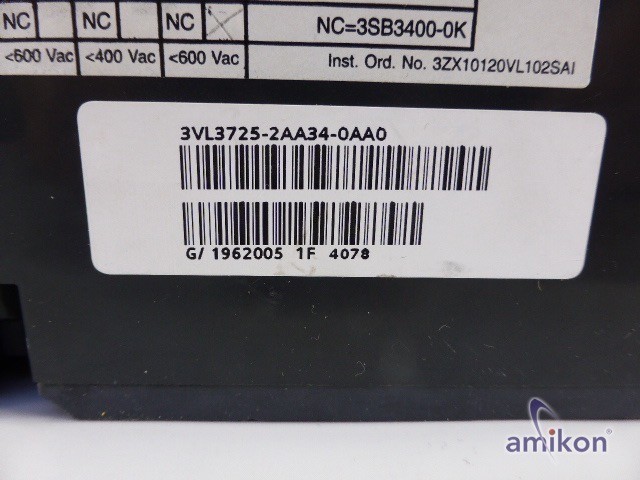 NC NC NC NC=3SB3400-0K
<600 Vac <400 Vac <600 Vac Inst. Ord. No. 3ZX10120VL102SAI
3VL3725-2AA34-0AA0
G/ 1962005 1F 4078
amikon